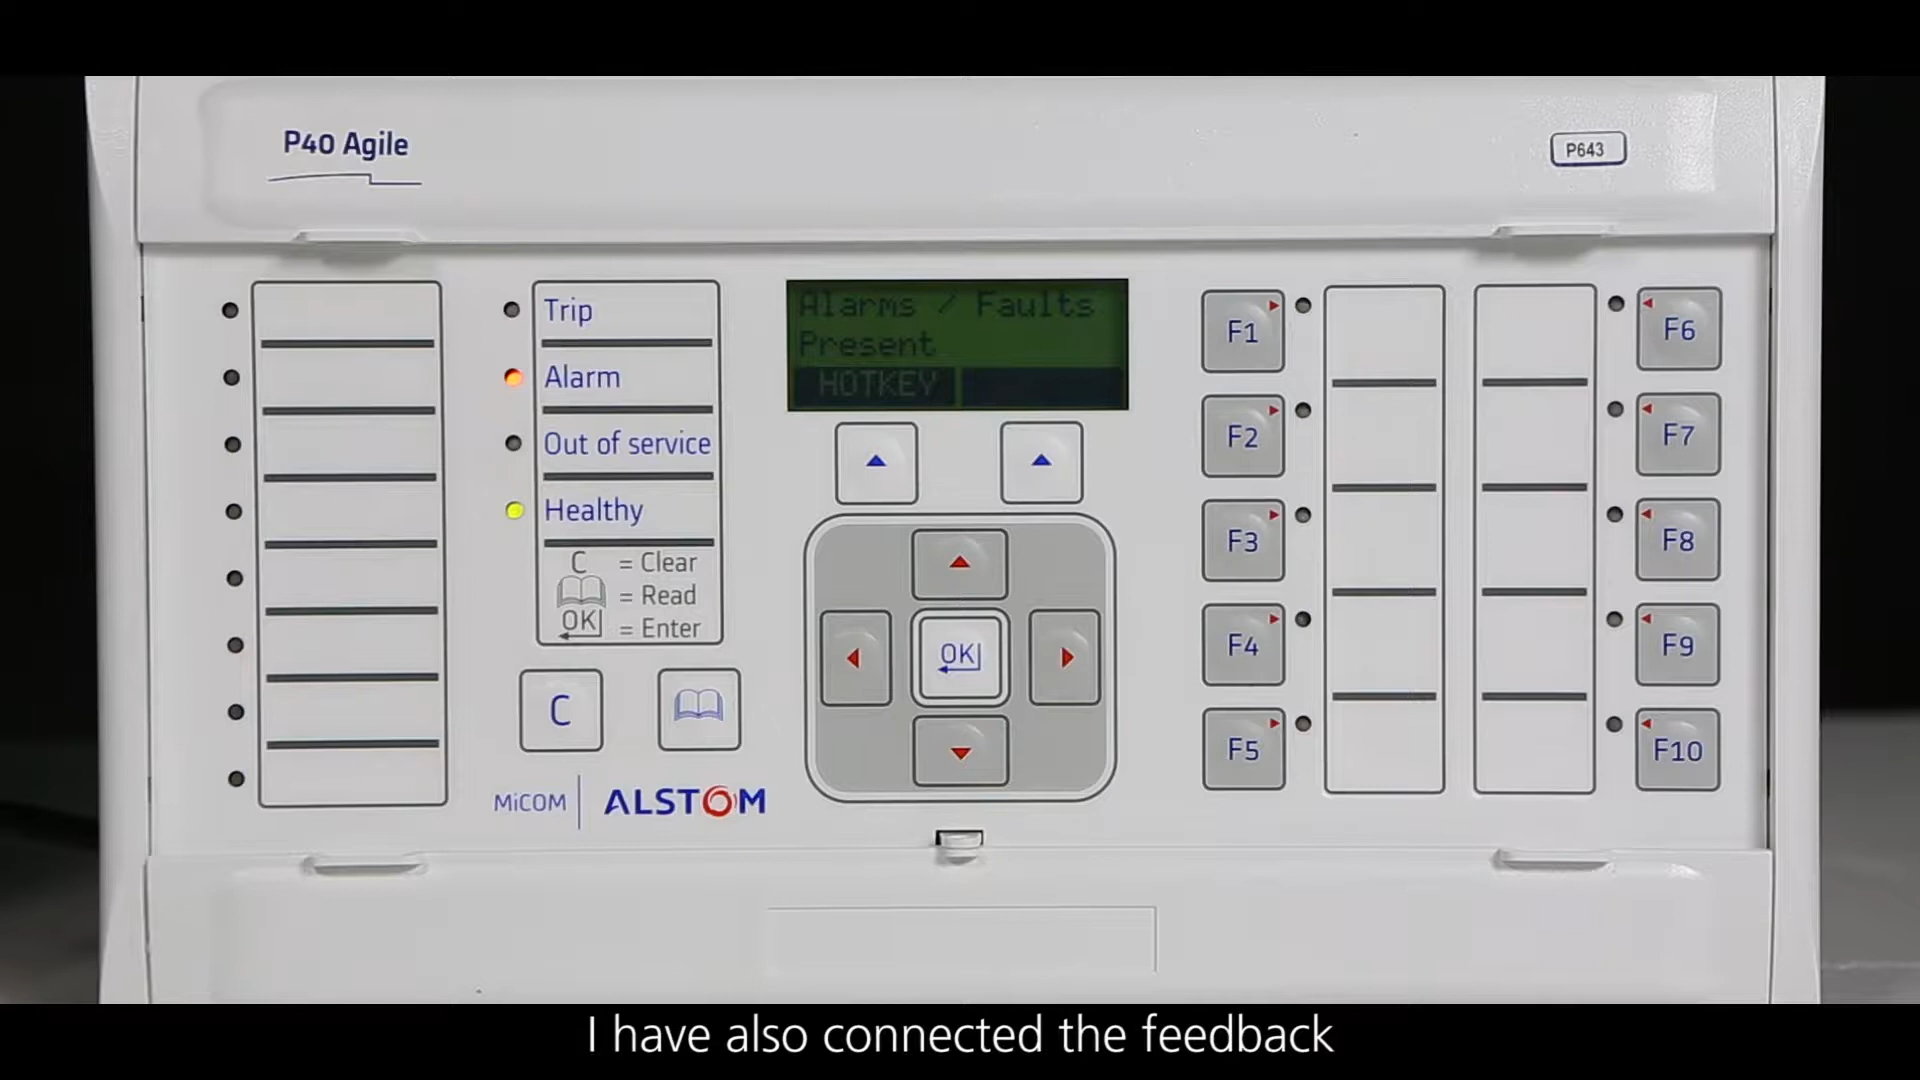 P40 Agile
P643
Trip
Alarm
Out of service
Healthy
C = Clear
= Read
OK = Enter
C
MiCOM
ALSTOM
Alarms / Faults
Present
HOTKEY
OK
F1
F2
F3
F4
F5
F6
F7
F8
F9
F10
I have also connected the feedback